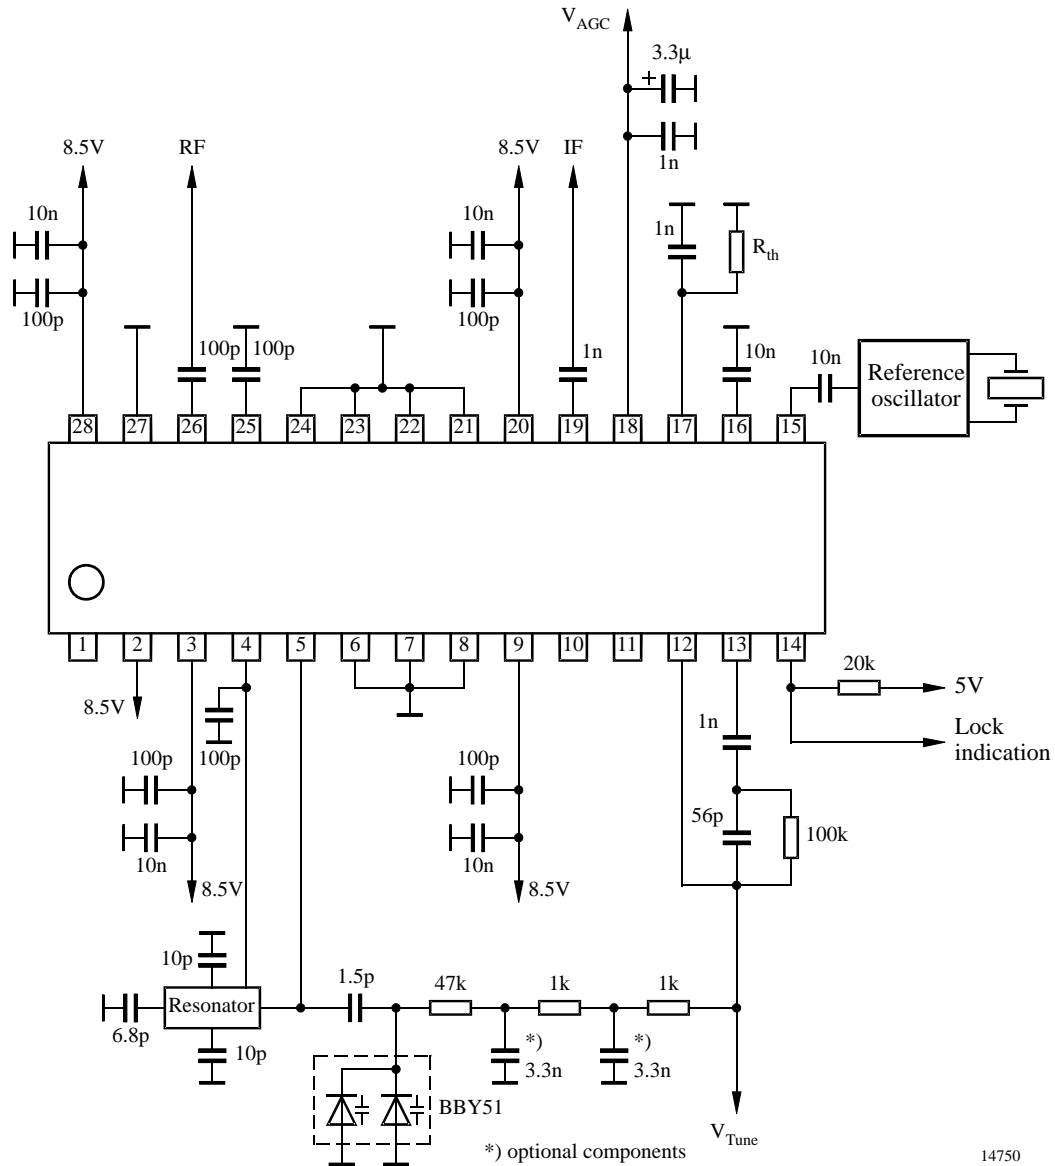 V_AGC
3.3µ
+
8.5V
RF
8.5V
IF
1n
10n
10n
1n
R_th
100p
100p
100p
100p
100p
1n
10n
10n
Reference
oscillator
28
27
26
25
24
23
22
21
20
19
18
17
16
15
1
2
3
4
5
6
7
8
9
10
11
12
13
14
20k
5V
8.5V
1n
Lock
indication
100p
100p
100p
56p
100k
10n
10n
8.5V
8.5V
10p
1.5p
47k
1k
1k
Resonator
6.8p
10p
*)
*)
3.3n
3.3n
BBY51
V_Tune
*) optional components
14750